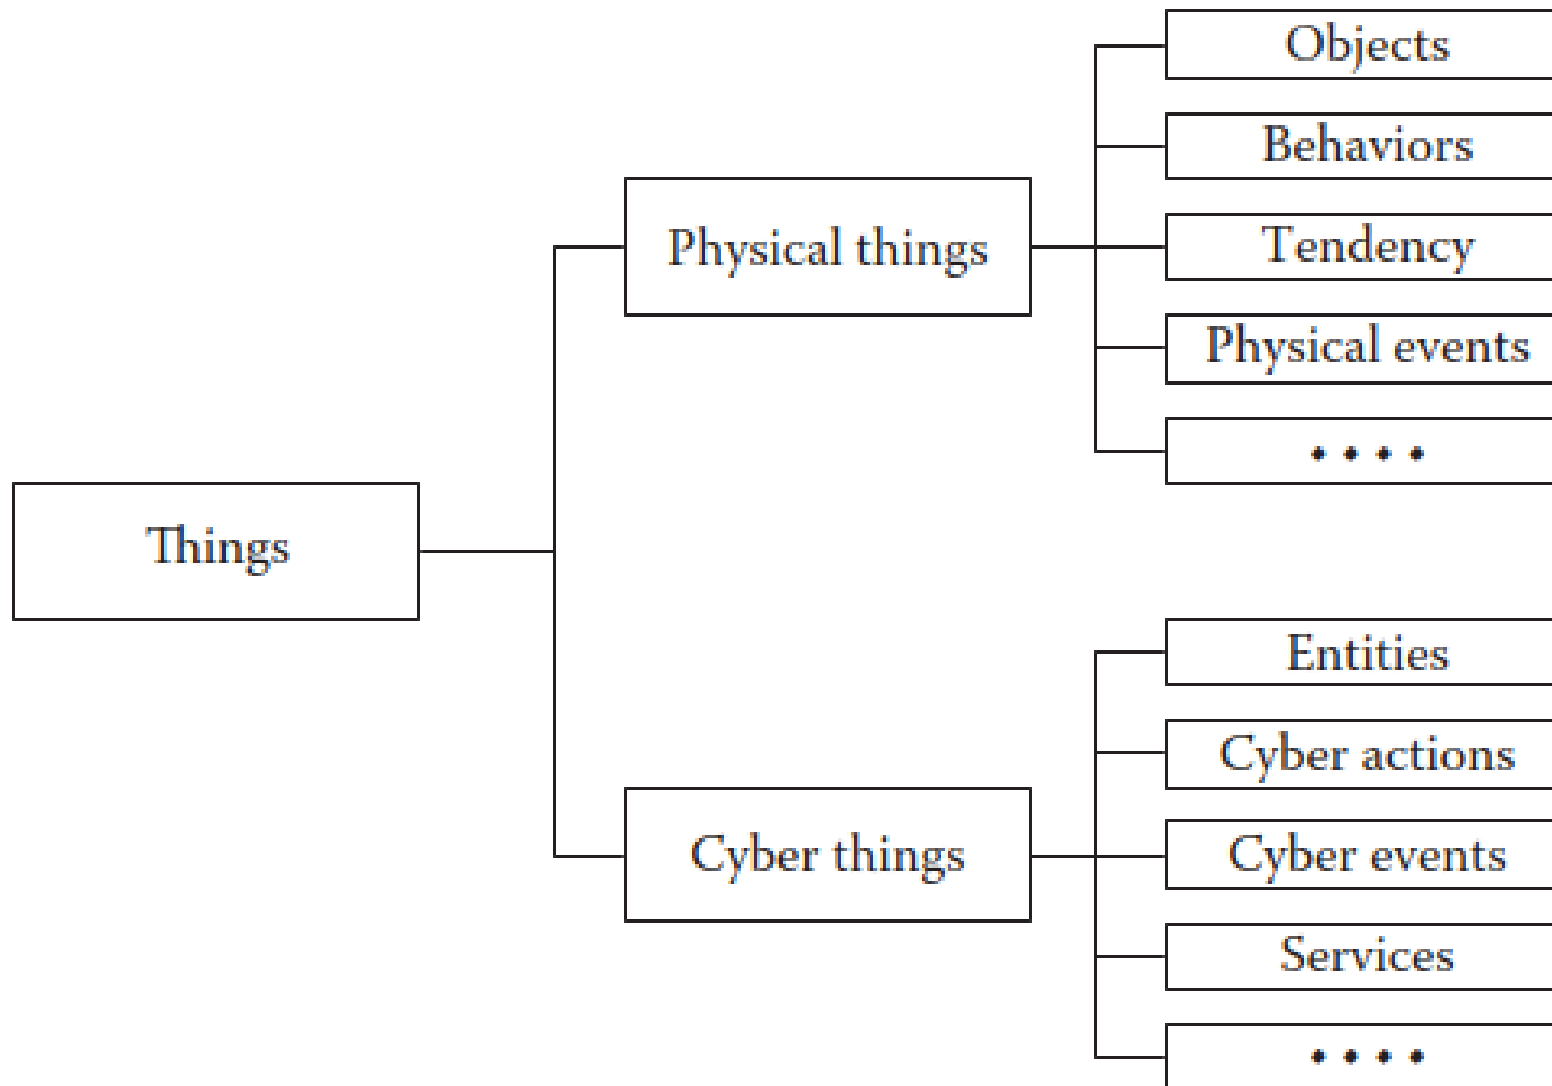 Things
Physical things
Objects
Behaviors
Tendency
Physical events
• • • •
Cyber things
Entities
Cyber actions
Cyber events
Services
• • • •